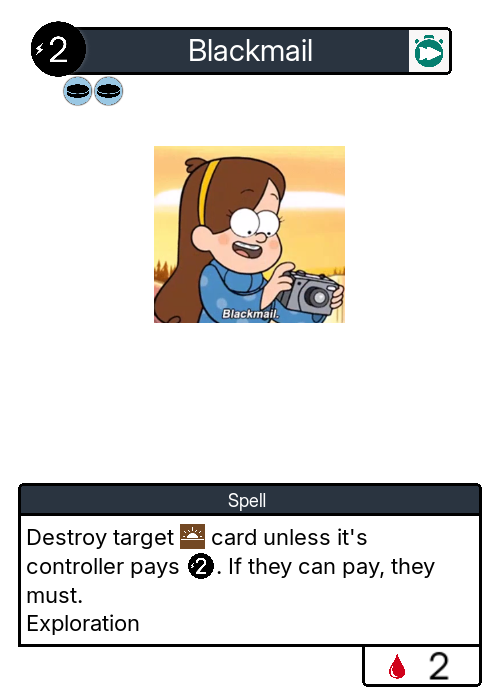 2
Blackmail
Blackmail.
Spell
Destroy target card unless it's
controller pays 2. If they can pay, they
must.
Exploration
2